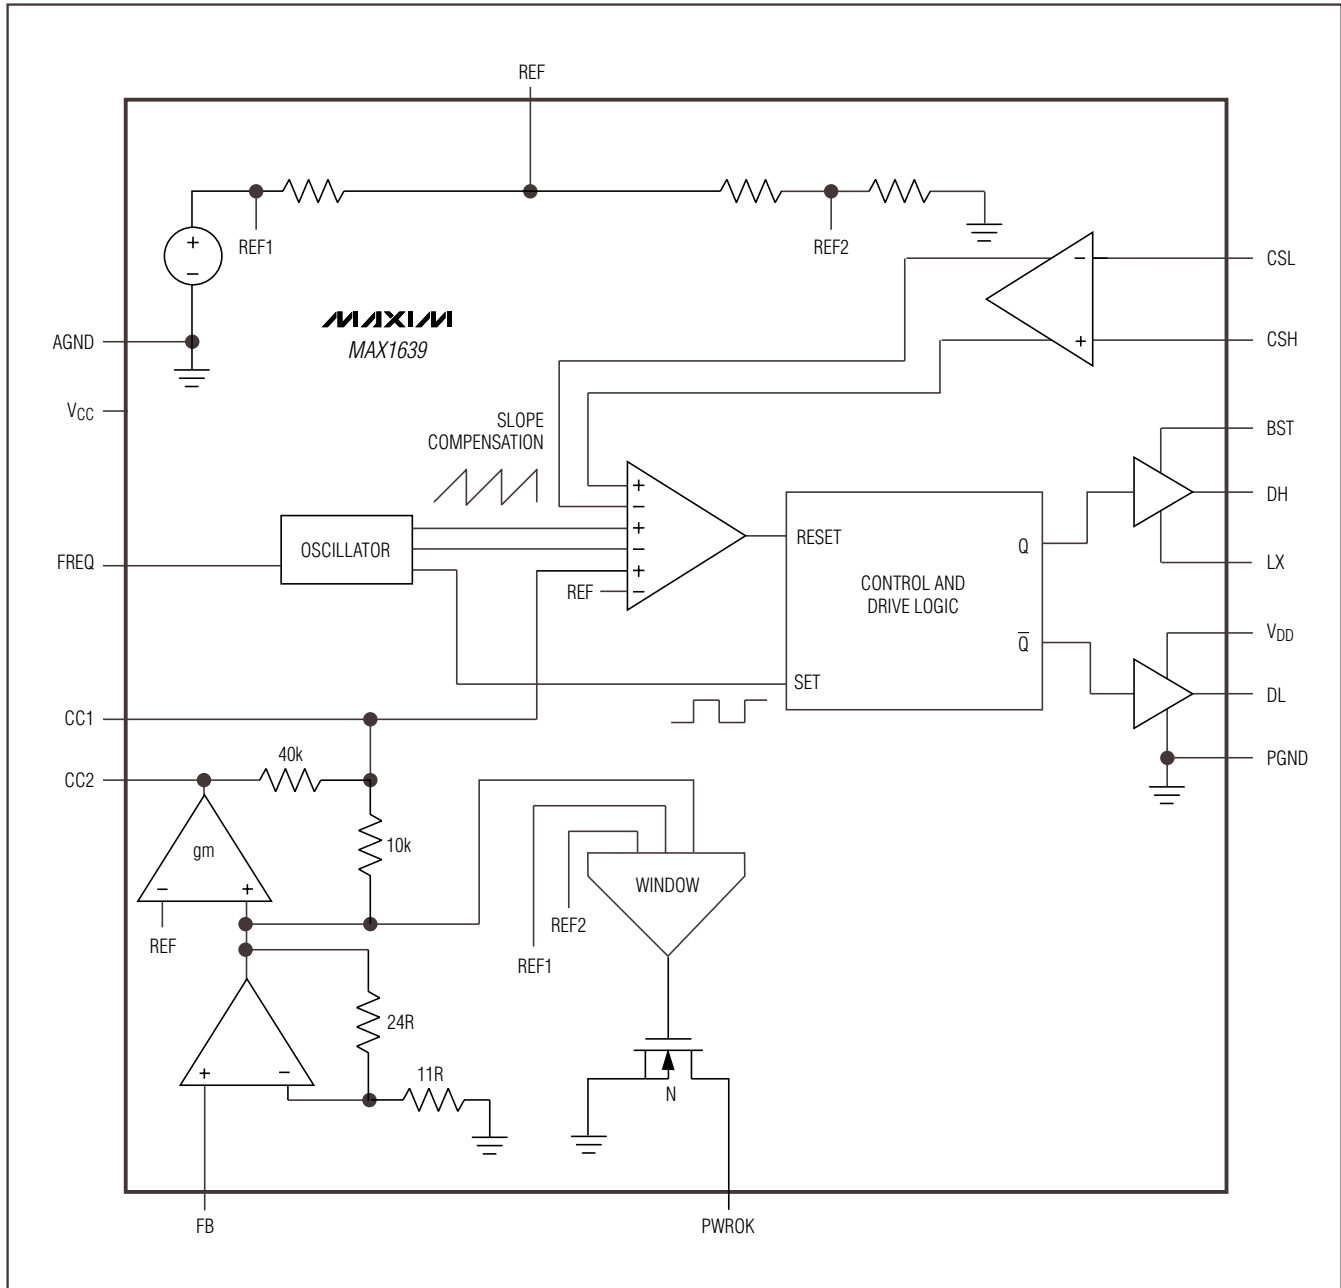 REF
REF1
REF2
+
−
−
CSL
+
CSH
AGND
MAXIM
MAX1639
VCC
SLOPE
COMPENSATION
BST
DH
LX
FREQ
OSCILLATOR
+
−
+
−
+
REF −
RESET
Q
CONTROL AND
DRIVE LOGIC
Q̅
SET
VDD
DL
PGND
CC1
CC2
40k
10k
gm
− +
REF
WINDOW
REF2
REF1
24R
+ −
11R
N
FB
PWROK